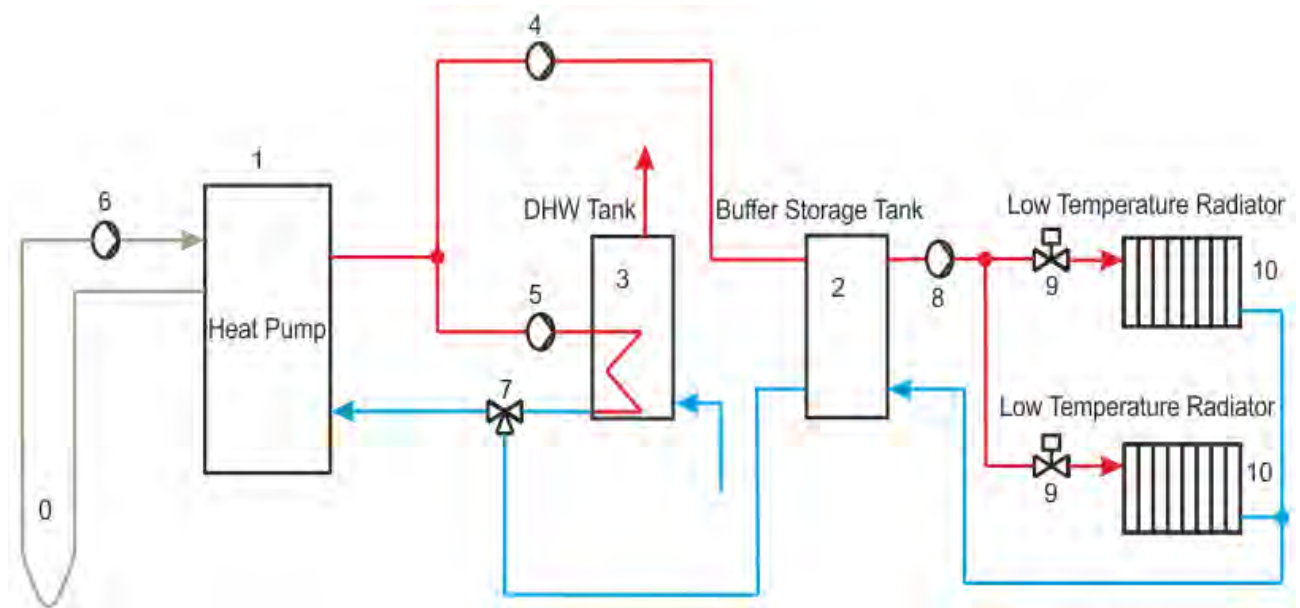 4
1
6
DHW Tank
Buffer Storage Tank
Low Temperature Radiator
3
2
8
9
10
5
Heat Pump
7
Low Temperature Radiator
9
10
0